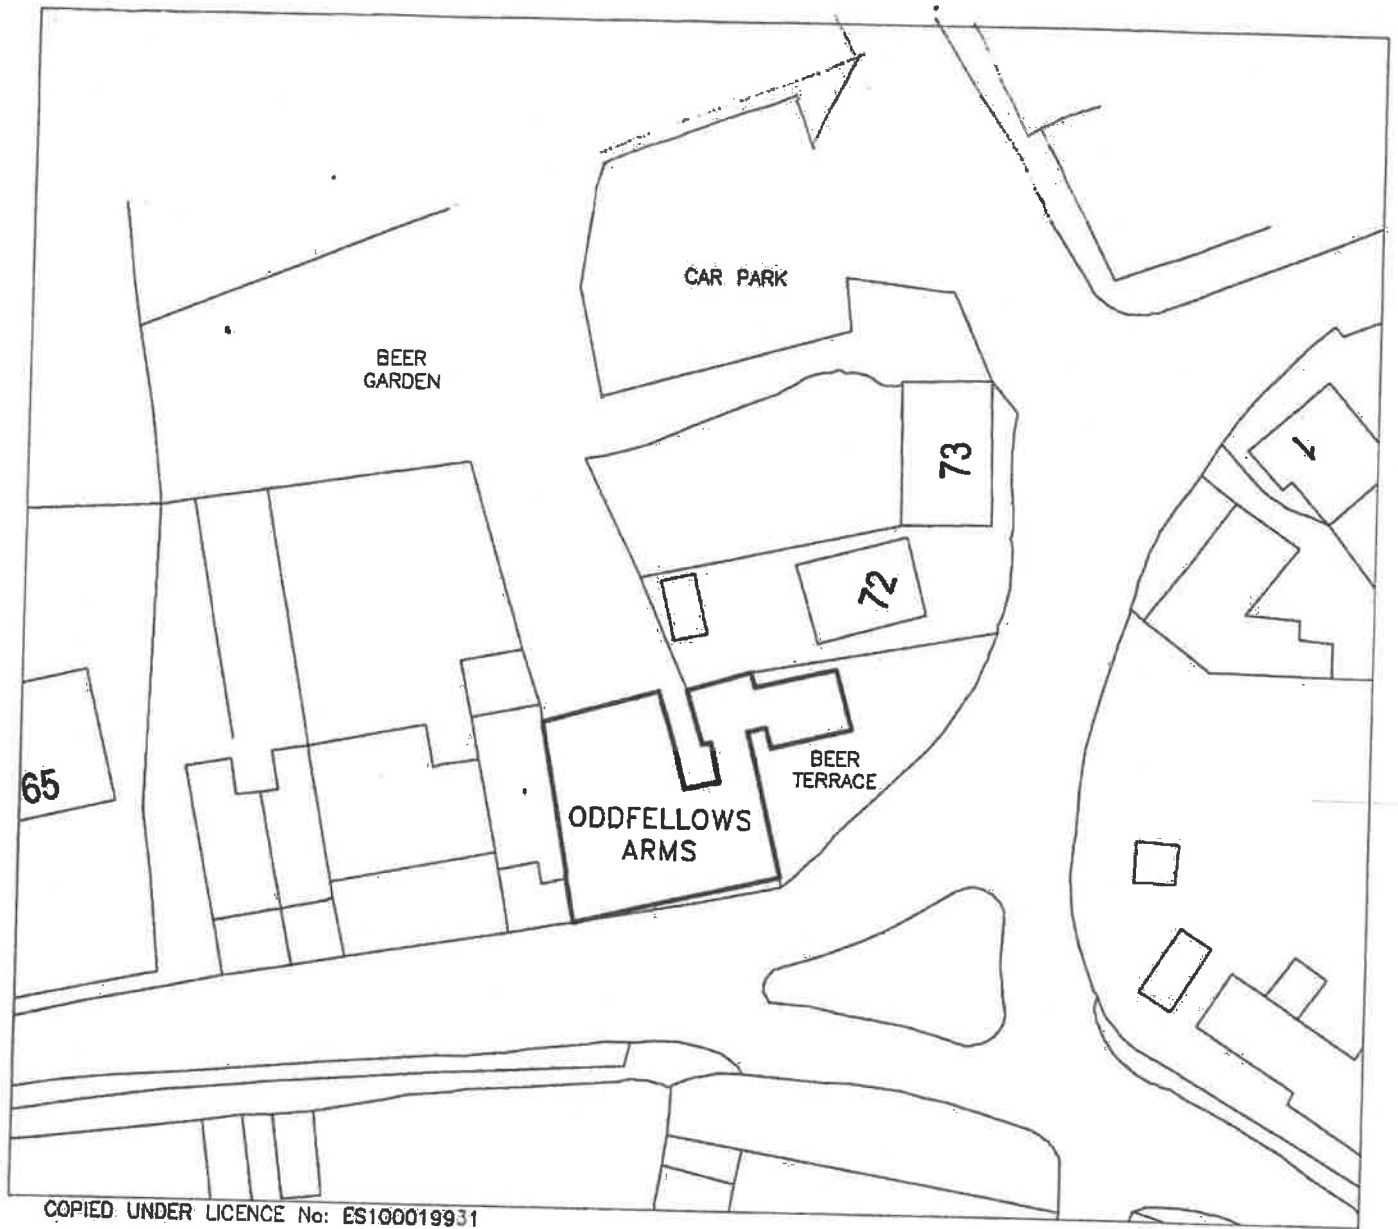 CAR PARK
BEER
GARDEN
73
1
72
BEER
TERRACE
65
ODDFELLOWS
ARMS
COPIED UNDER LICENCE No: ES100019931